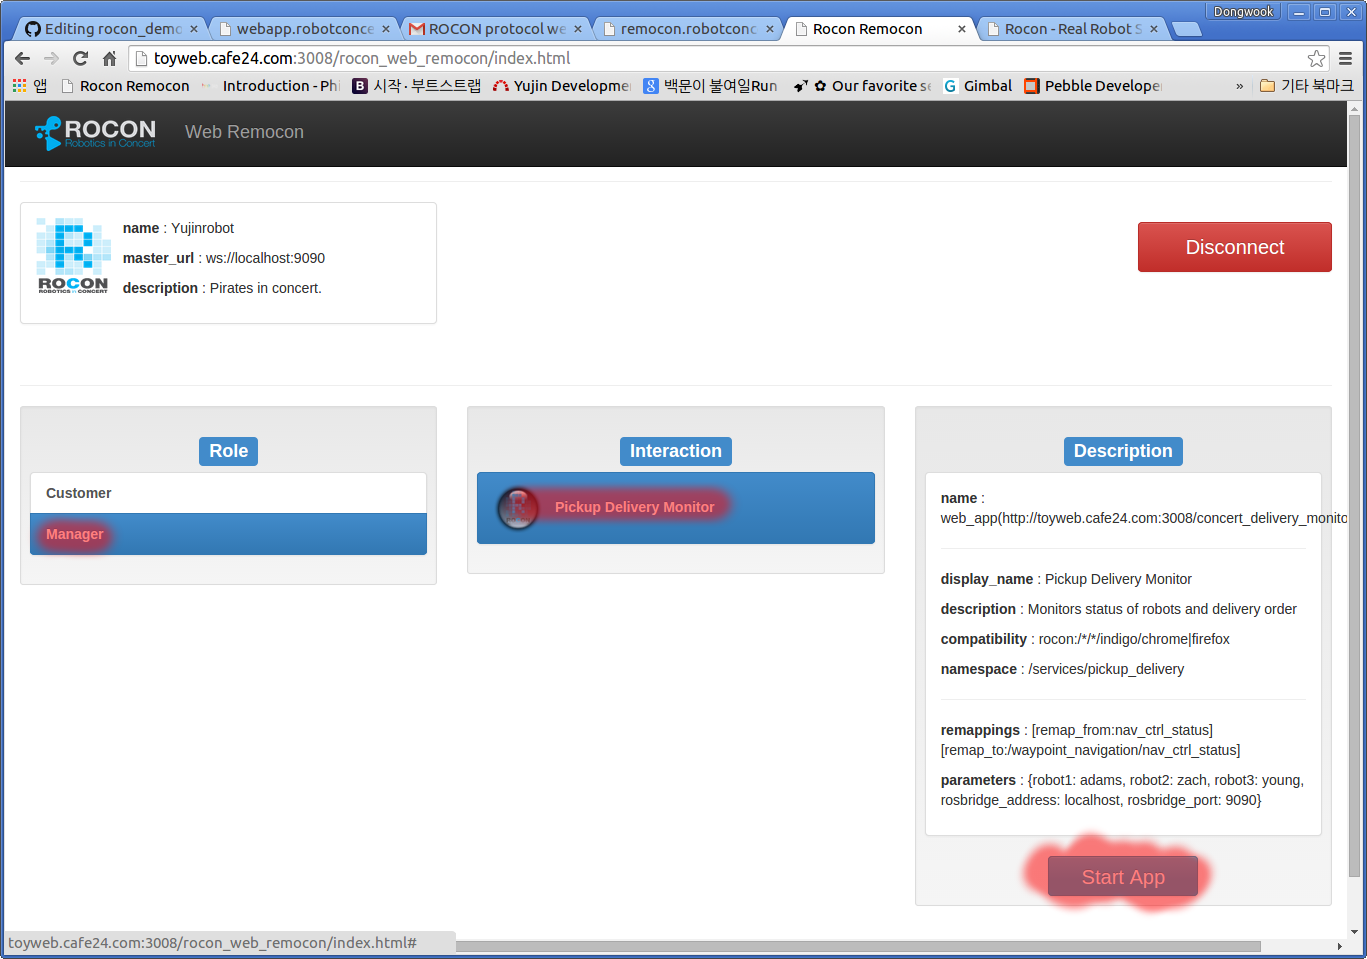 Dongwook
Editing rocon_demo
webapp.robotconce
ROCON protocol we
remocon.robotconc
Rocon Remocon
Rocon - Real Robot S
toyweb.cafe24.com:3008/rocon_web_remocon/index.html
앱
Rocon Remocon
Introduction - Phi
시작 · 부트스트랩
Yujin Developme
백문이 불여일Run
Our favorite se
Gimbal
Pebble Develope
»
기타 북마크
ROCON
Robotics in Concert
Web Remocon
ROCON
ROBOTICS IN CONCERT
name : Yujinrobot
master_url : ws://localhost:9090
description : Pirates in concert.
Disconnect
Role
Customer
Manager
Interaction
R
Pickup Delivery Monitor
Description
name :
web_app(http://toyweb.cafe24.com:3008/concert_delivery_monito
display_name : Pickup Delivery Monitor
description : Monitors status of robots and delivery order
compatibility : rocon:/*/*/indigo/chrome|firefox
namespace : /services/pickup_delivery
remappings : [remap_from:nav_ctrl_status]
[remap_to:/waypoint_navigation/nav_ctrl_status]
parameters : {robot1: adams, robot2: zach, robot3: young,
rosbridge_address: localhost, rosbridge_port: 9090}
Start App
toyweb.cafe24.com:3008/rocon_web_remocon/index.html#